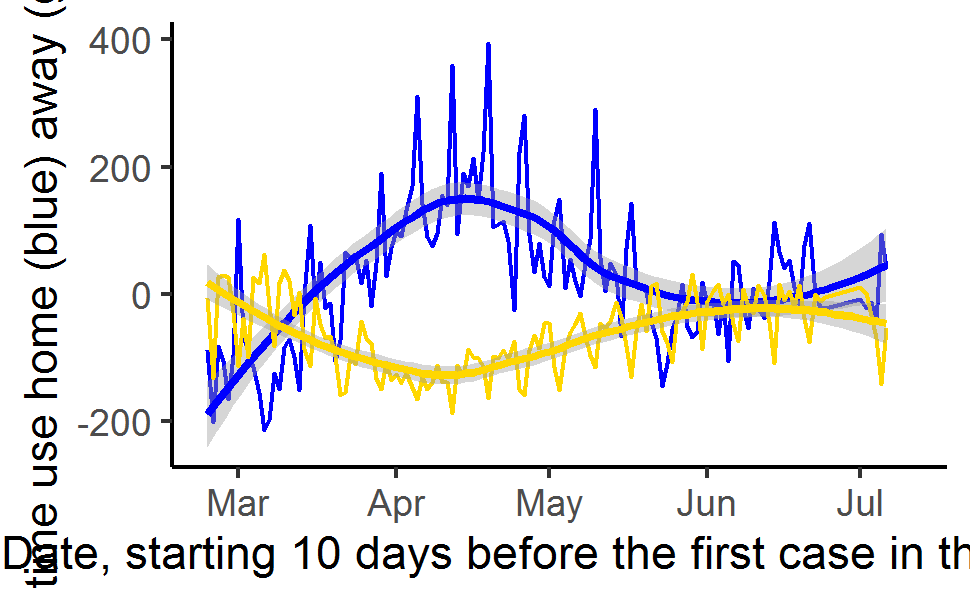 time use home (blue) away (
400
200
0
-200
Mar Apr May Jun Jul
Date, starting 10 days before the first case in th